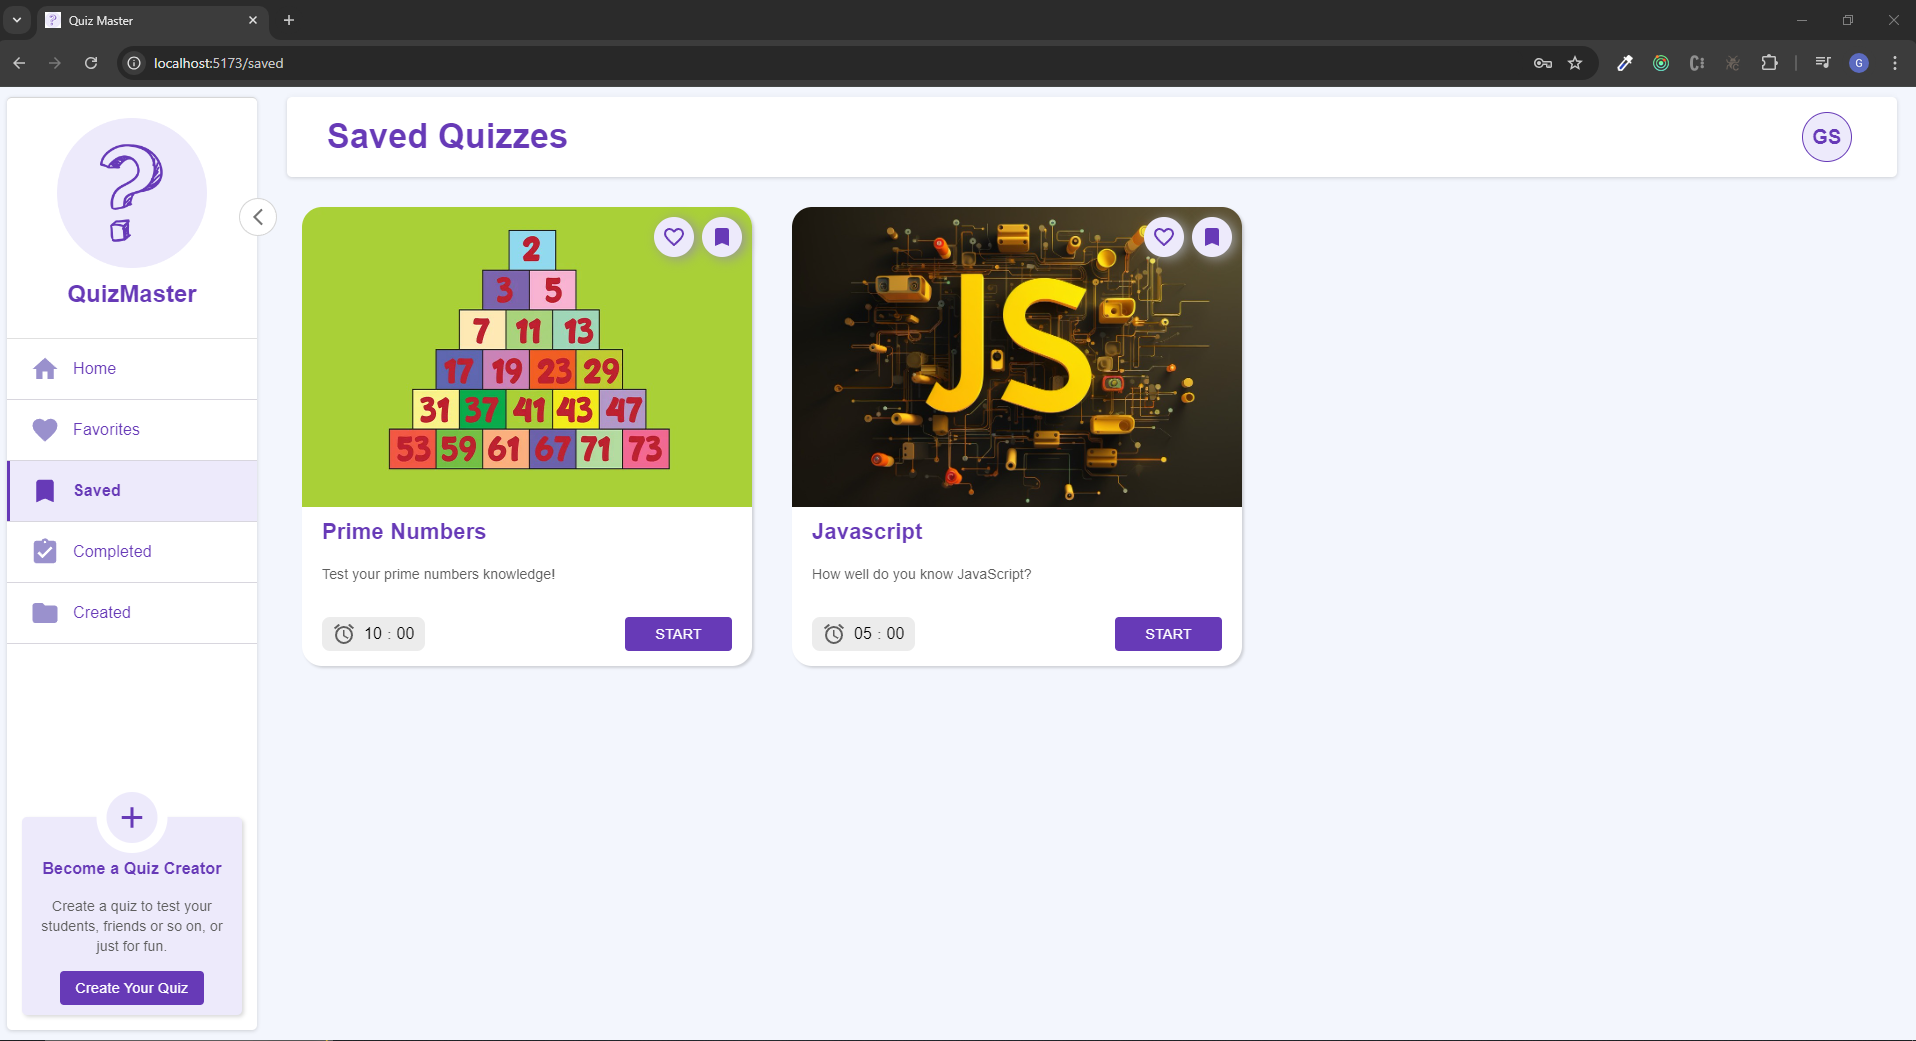 Quiz Master
localhost:5173/saved
G
QuizMaster
Home
Favorites
Saved
Completed
Created
Become a Quiz Creator
Create a quiz to test your
students, friends or so on, or
just for fun.
Create Your Quiz
Saved Quizzes
GS
2
3 5
7 11 13
17 19 23 29
31 37 41 43 47
53 59 61 67 71 73
Prime Numbers
Test your prime numbers knowledge!
10 : 00
START
JS
Javascript
How well do you know JavaScript?
05 : 00
START